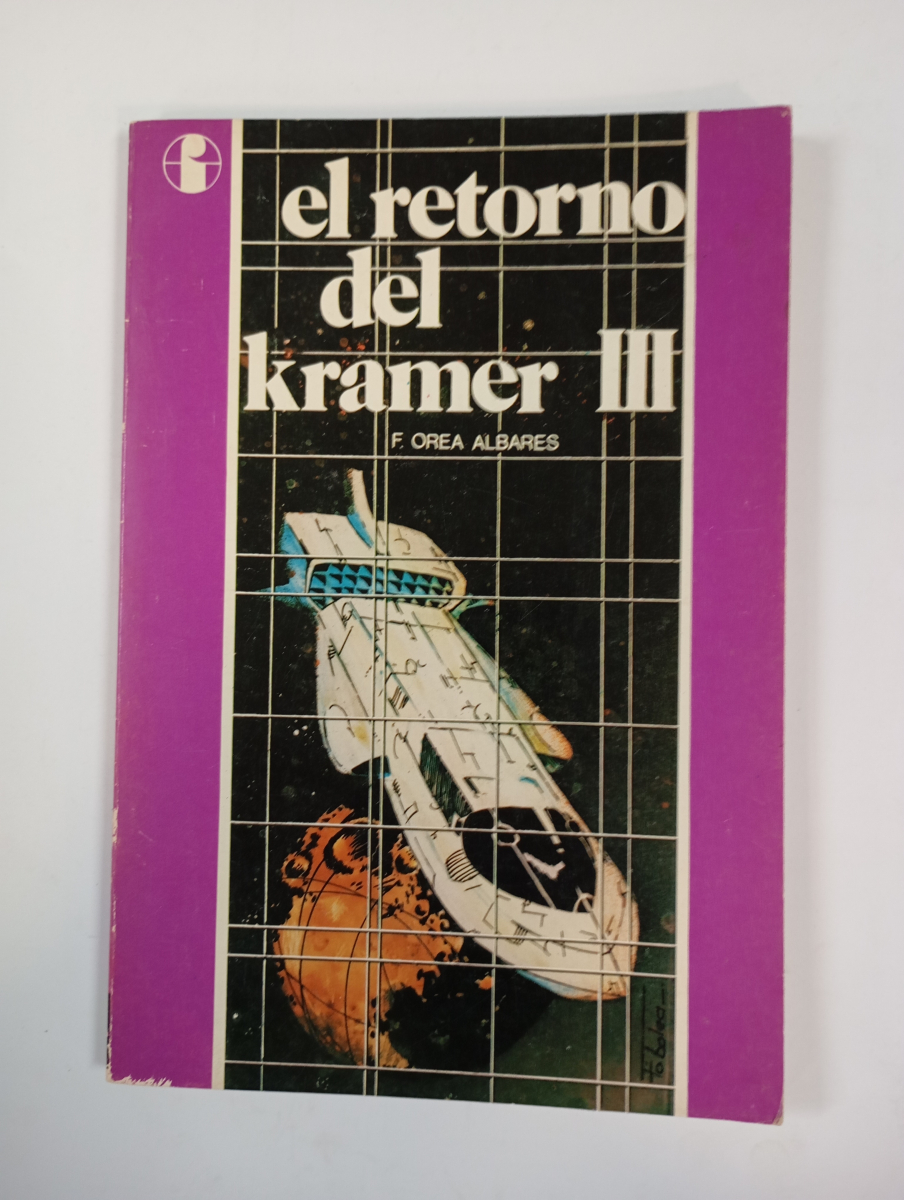 el retorno
del
kramer III
F. OREA ALBARES